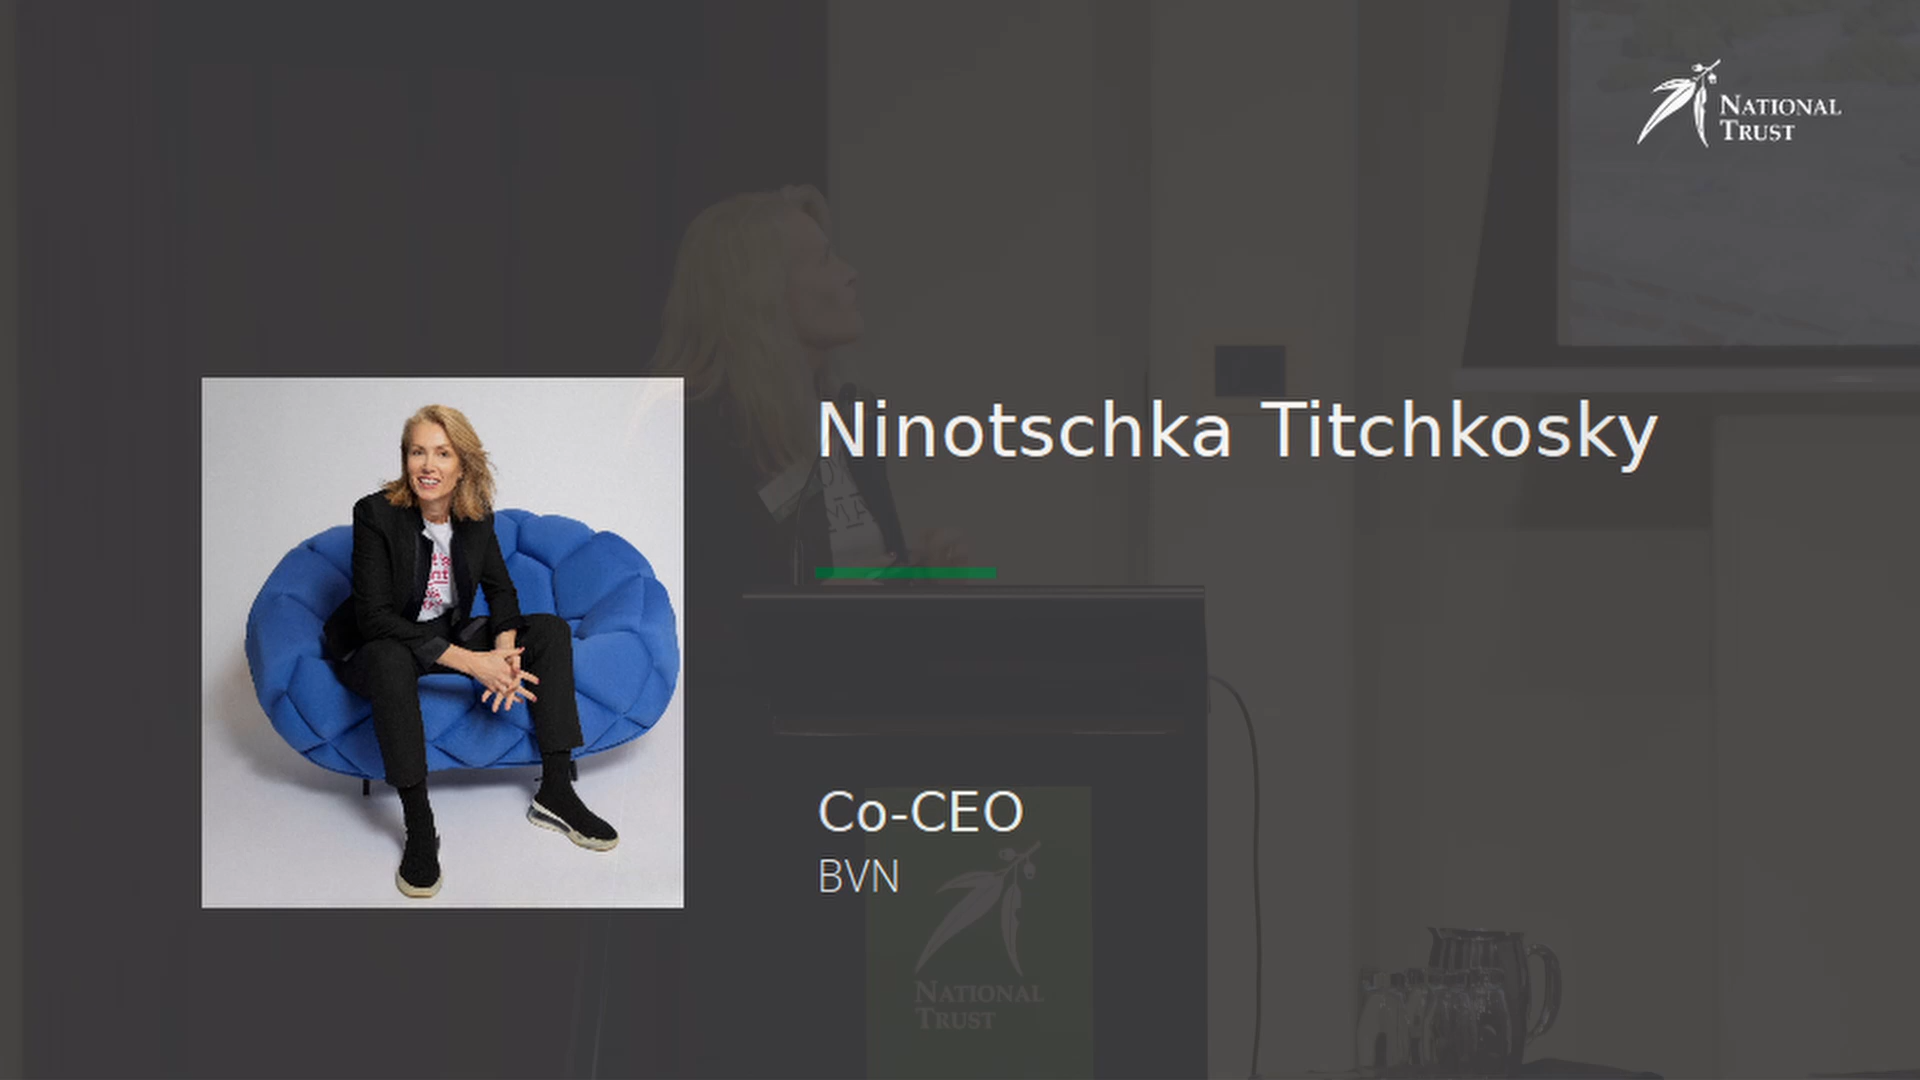 NATIONAL
TRUST
Ninotschka Titchkosky
Co-CEO
BVN
NATIONAL
TRUST